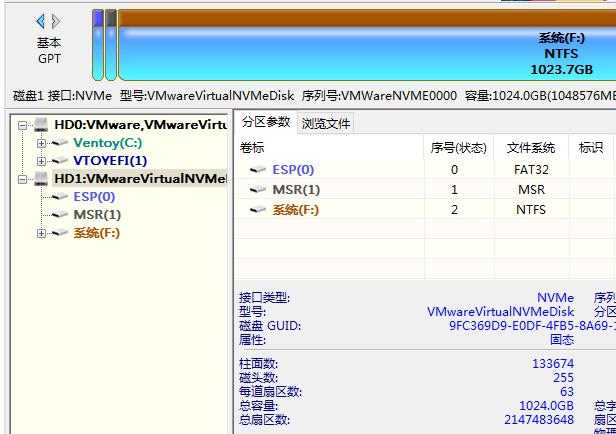 基本
GPT
系统(F:)
NTFS
1023.7GB
磁盘1 接口:NVMe 型号:VMwareVirtualNVMeDisk 序列号:VMWareNVME0000 容量:1024.0GB(1048576ME
HD0:VMware,VMwareVirtu
Ventoy(C:)
VTOYEFI(1)
HD1:VMwareVirtualNVMeI
ESP(0)
MSR(1)
系统(F:)
分区参数 浏览文件
卷标 序号(状态) 文件系统 标识
ESP(0) 0 FAT32
MSR(1) 1 MSR
系统(F:) 2 NTFS
接口类型: NVMe 序列
型号: VMwareVirtualNVMeDisk 分区
磁盘 GUID: 9FC369D9-E0DF-4FB5-8A69-
属性: 固态
柱面数: 133674
磁头数: 255
每道扇区数: 63
总容量: 1024.0GB 总字
总扇区数: 2147483648 扇区